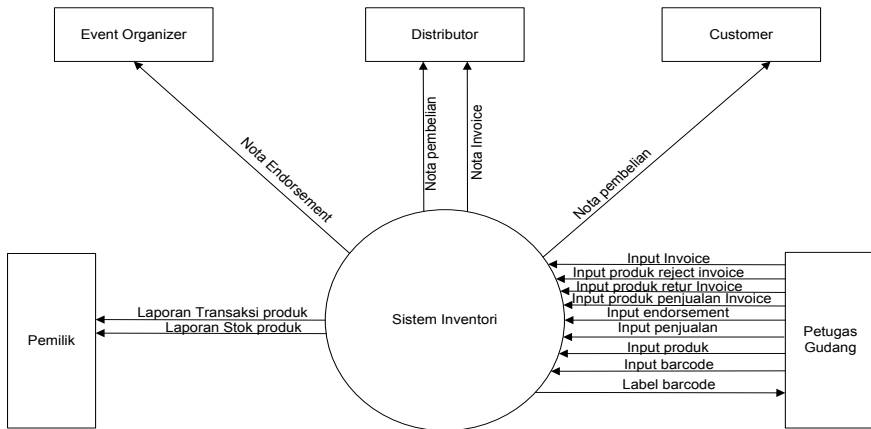 Event Organizer
Distributor
Customer
Nota Endorsement
Nota pembelian
Nota Invoice
Nota pembelian
Input Invoice
Input produk reject invoice
Input produk retur Invoice
Input produk penjualan Invoice
Input endorsement
Input penjualan
Input produk
Input barcode
Label barcode
Laporan Transaksi produk
Laporan Stok produk
Pemilik
Sistem Inventori
Petugas
Gudang